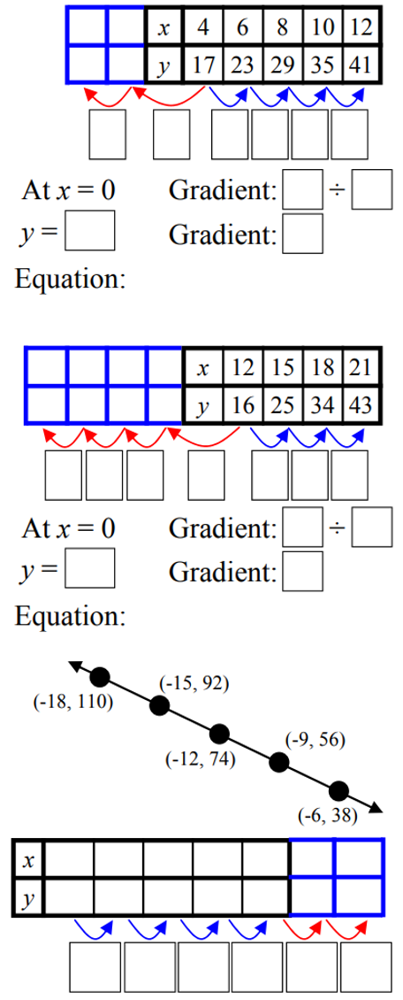 x 4 6 8 10 12
y 17 23 29 35 41
At x = 0 Gradient: ÷
y = Gradient:
Equation:
x 12 15 18 21
y 16 25 34 43
At x = 0 Gradient: ÷
y = Gradient:
Equation:
(-15, 92)
(-18, 110)
(-9, 56)
(-12, 74)
(-6, 38)
x
y